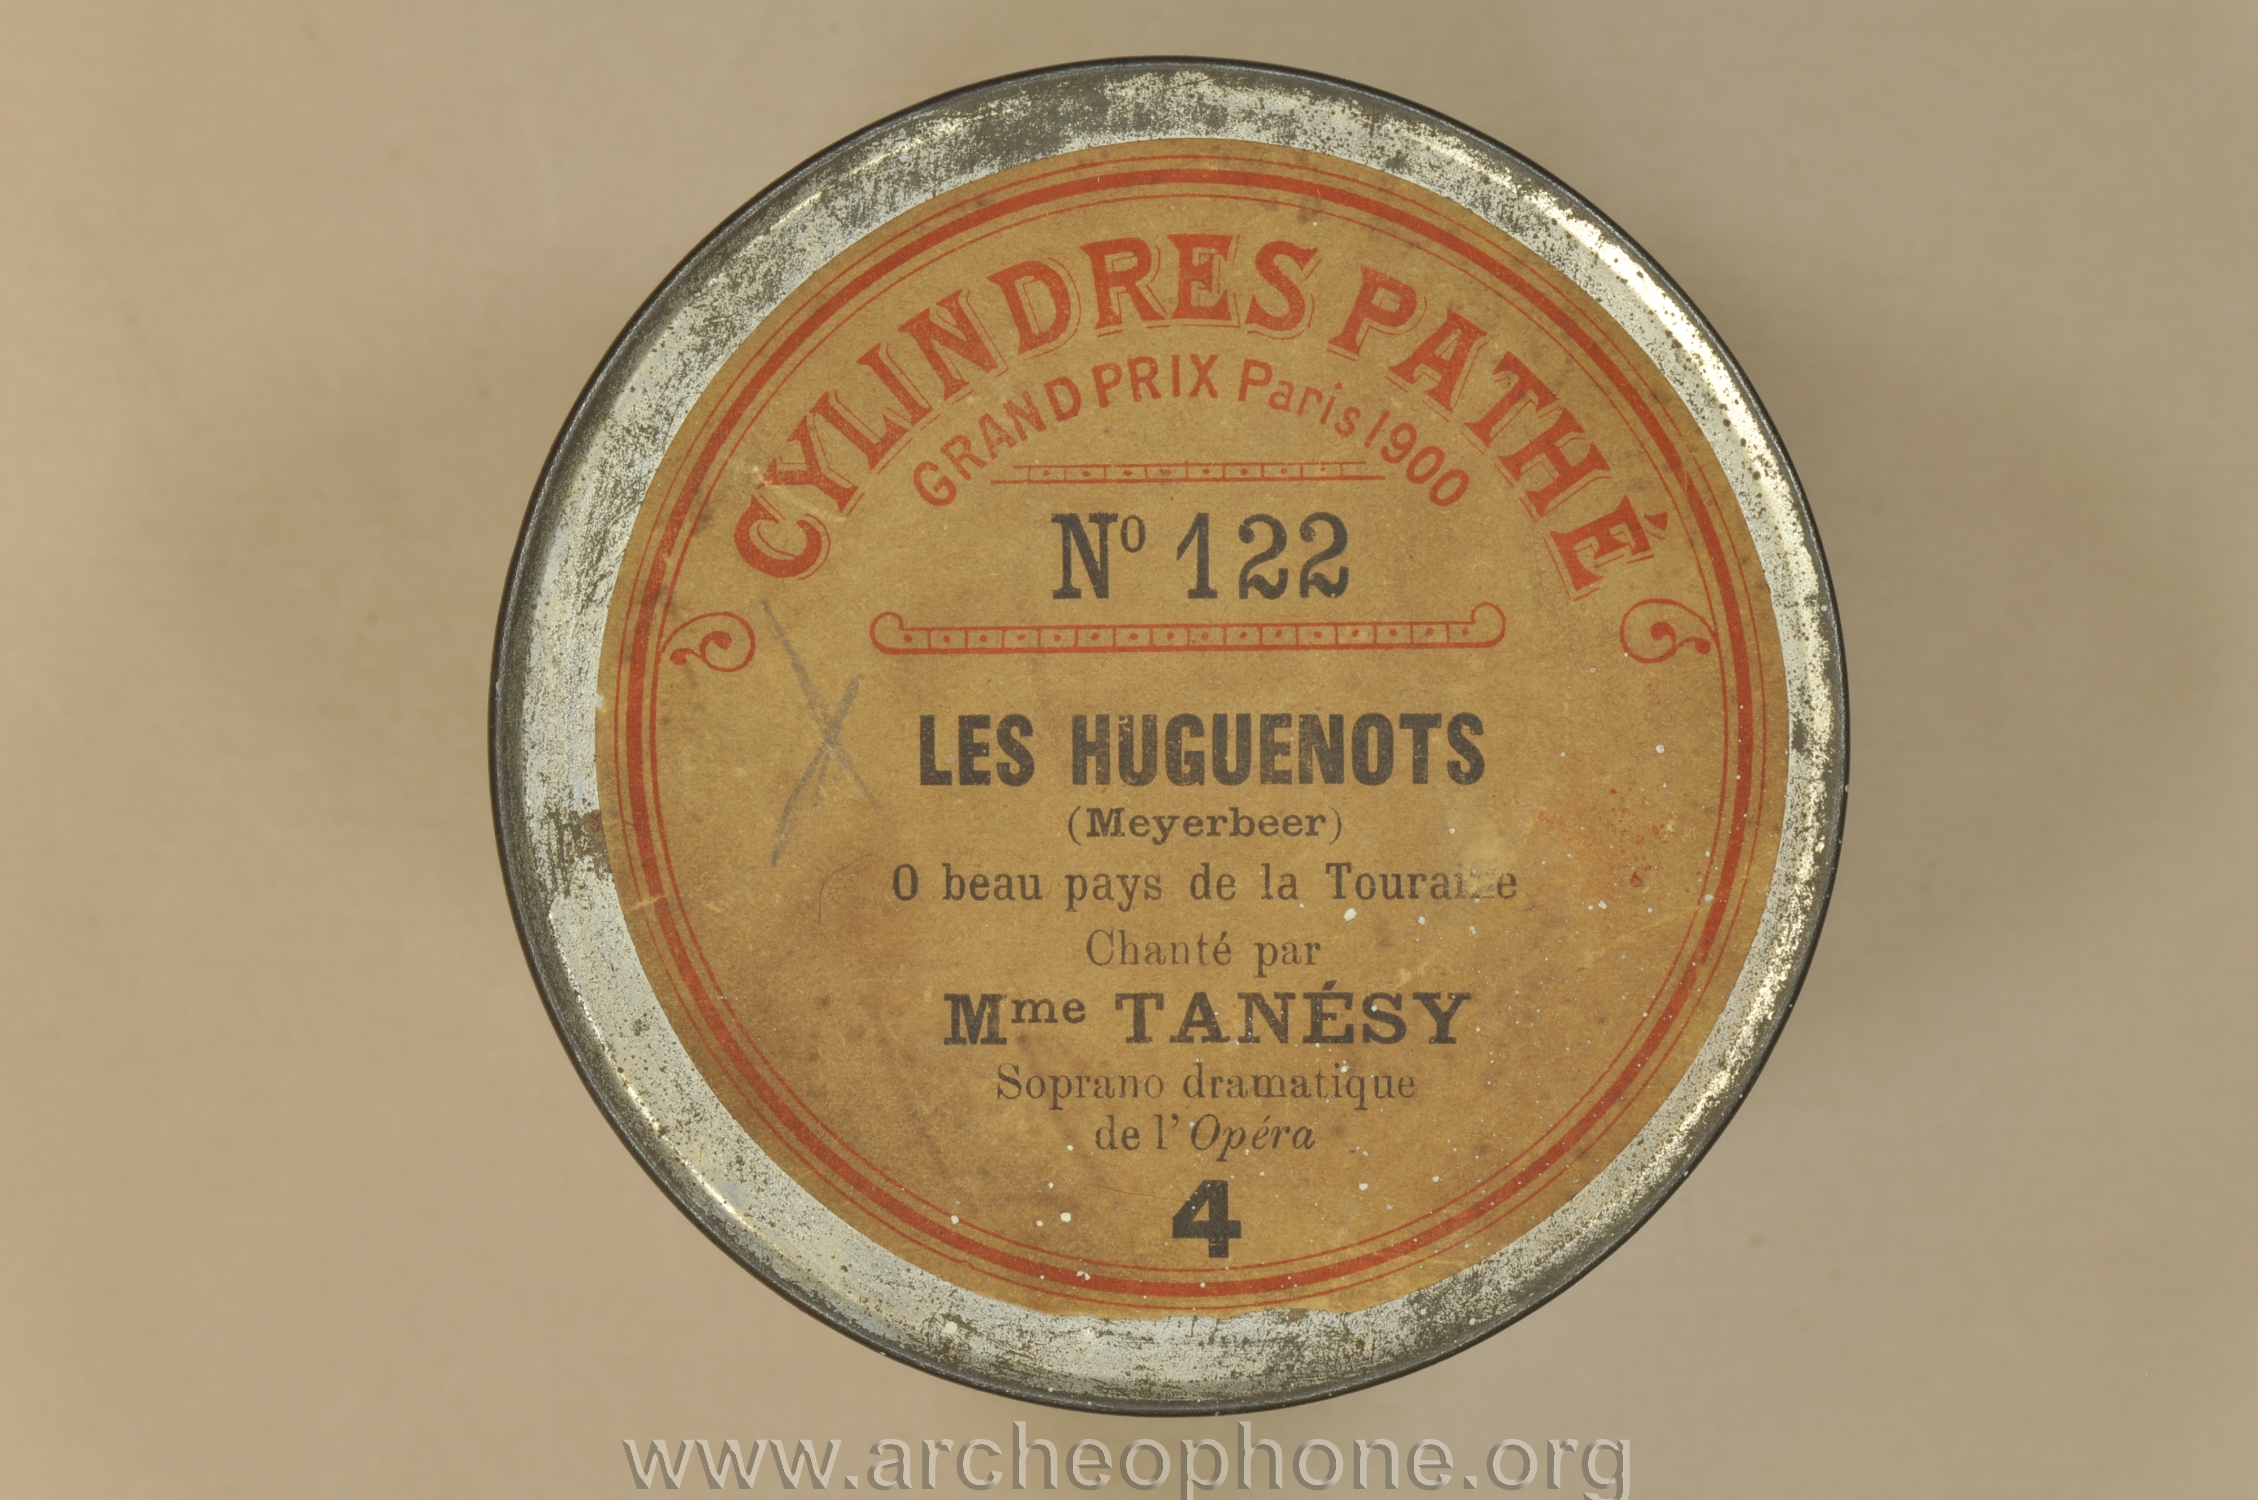 CYLINDRES PATHÉ
GRAND PRIX Paris 1900
Nº 122
LES HUGUENOTS
(Meyerbeer)
O beau pays de la Touraine
Chanté par
Mme TANÉSY
Soprano dramatique
de l'Opéra
4
www.archeophone.org